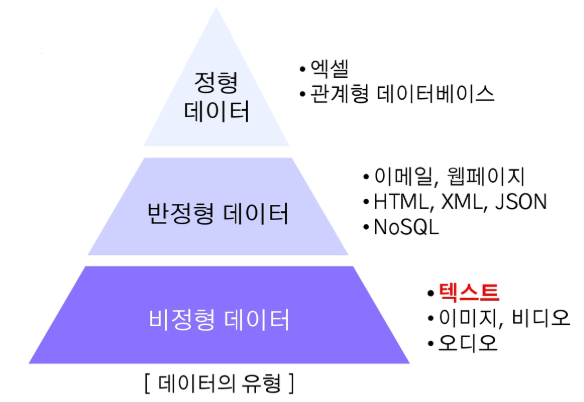 정형
데이터
• 엑셀
• 관계형 데이터베이스
반정형 데이터
• 이메일, 웹페이지
• HTML, XML, JSON
• NoSQL
비정형 데이터
• 텍스트
• 이미지, 비디오
• 오디오
[ 데이터의 유형 ]